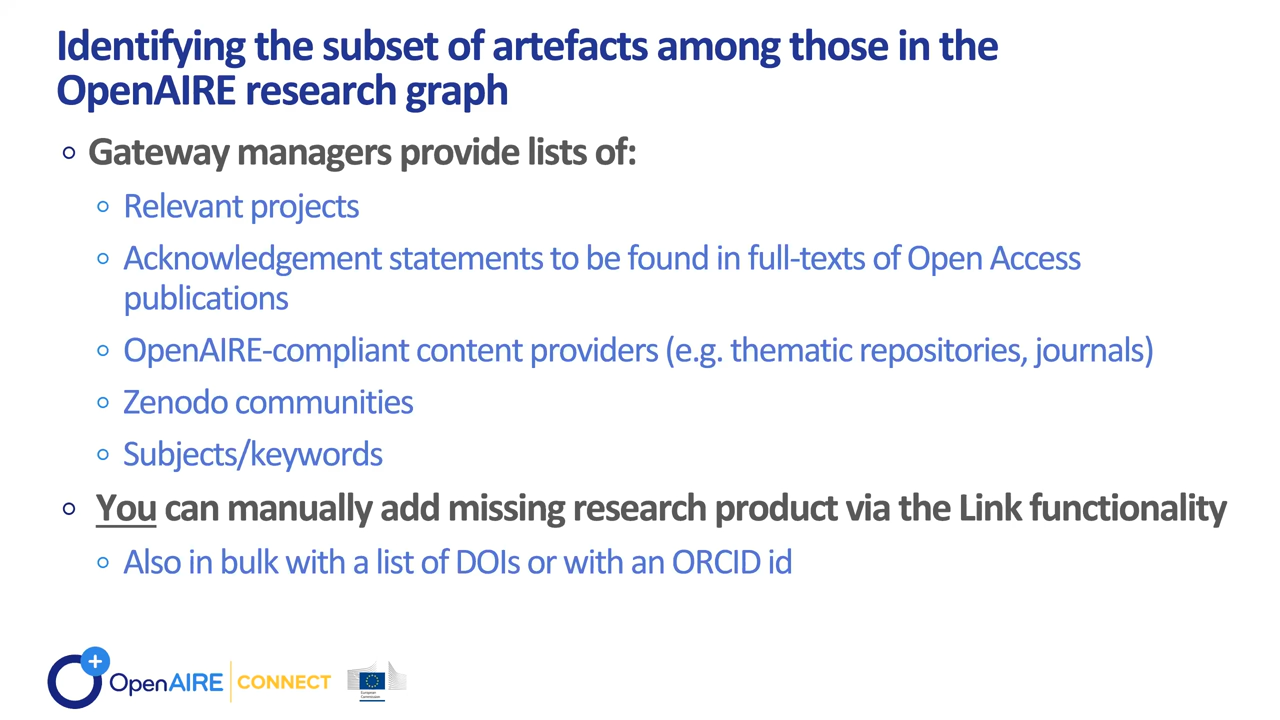 Identifying the subset of artefacts among those in the
OpenAIRE research graph
Gateway managers provide lists of:
Relevant projects
Acknowledgement statements to be found in full-texts of Open Access
publications
OpenAIRE-compliant content providers (e.g. thematic repositories, journals)
Zenodo communities
Subjects/keywords
You can manually add missing research product via the Link functionality
Also in bulk with a list of DOIs or with an ORCID id
OpenAIRE CONNECT
European
Commission